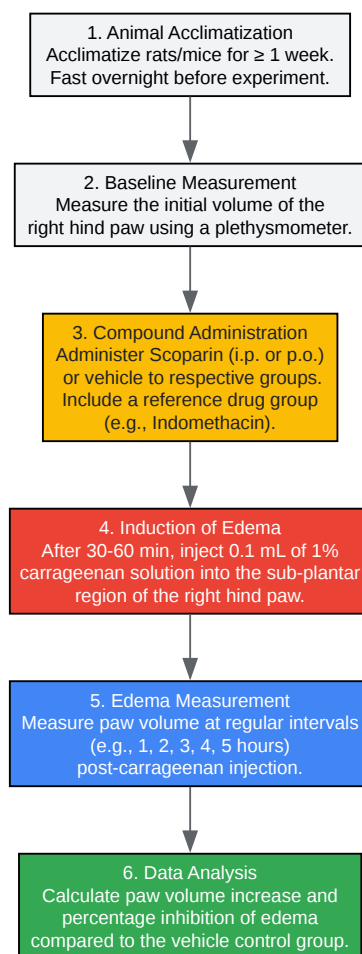 1. Animal Acclimatization
Acclimatize rats/mice for ≥ 1 week.
Fast overnight before experiment.
2. Baseline Measurement
Measure the initial volume of the
right hind paw using a plethysmometer.
3. Compound Administration
Administer Scoparin (i.p. or p.o.)
or vehicle to respective groups.
Include a reference drug group
(e.g., Indomethacin).
4. Induction of Edema
After 30-60 min, inject 0.1 mL of 1%
carrageenan solution into the sub-plantar
region of the right hind paw.
5. Edema Measurement
Measure paw volume at regular intervals
(e.g., 1, 2, 3, 4, 5 hours)
post-carrageenan injection.
6. Data Analysis
Calculate paw volume increase and
percentage inhibition of edema
compared to the vehicle control group.